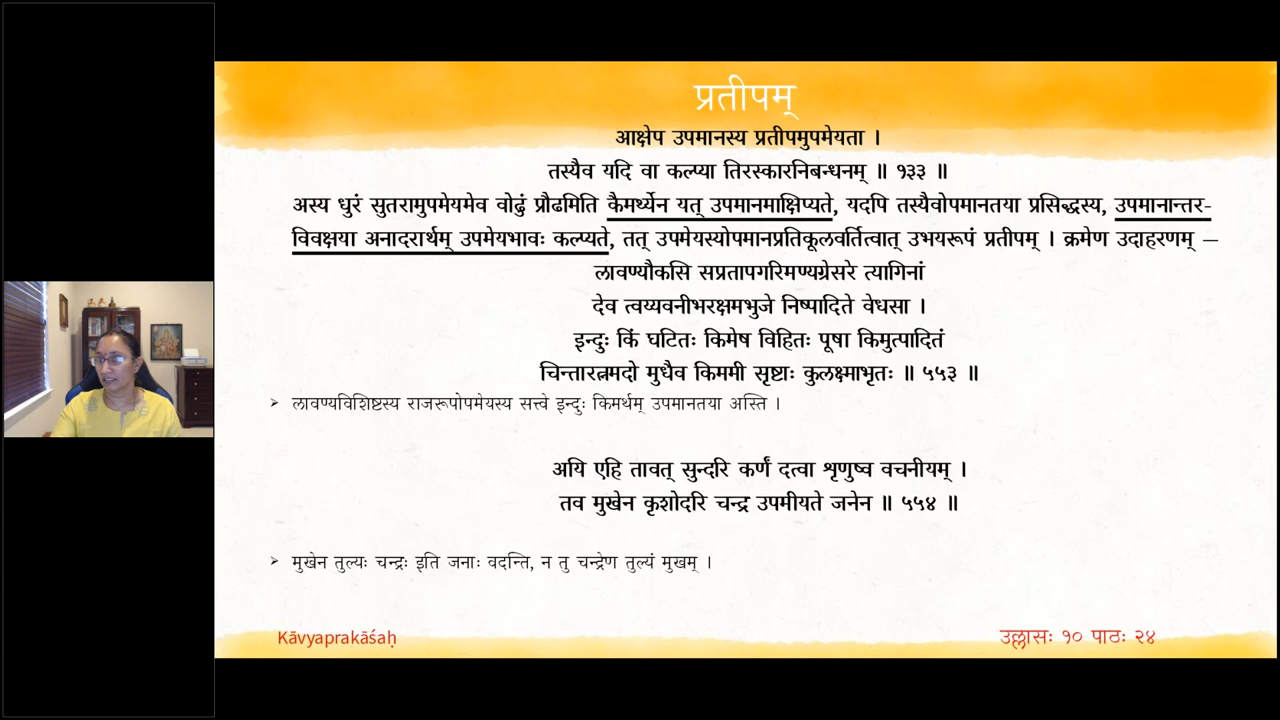 प्रतीपम्
आक्षेप उपमानस्य प्रतीपमुपमेयता ।
तस्यैव यदि वा कल्प्या तिरस्कारनिबन्धनम् ॥ १३३ ॥
अस्य धुरं सुतरामुपमेयमेव वोढुं प्रौढमिति कैमर्थ्येन यत् उपमानमाक्षिप्यते, यदपि तस्यैवोपमानतया प्रसिद्धस्य, उपमानान्तर-
विवक्षया अनादरार्थम् उपमेयभावः कल्प्यते, तत् उपमेयस्योपमानप्रतिकूलवर्तित्वात् उभयरूपं प्रतीपम् । क्रमेण उदाहरणम् —
लावण्यौकसि सप्रतापगरिमण्यग्रेसरे त्यागिनां
देव त्वय्यवनीभरक्षमभुजे निष्पादिते वेधसा ।
इन्दुः किं घटितः किमेष विहितः पूषा किमुत्पादितं
चिन्तारत्नमदो मुधैव किममी सृष्टाः कुलक्ष्माभृतः ॥ ५५३ ॥
➢ लावण्यविशिष्टस्य राजरूपोपमेयस्य सत्त्वे इन्दुः किमर्थम् उपमानतया अस्ति ।
अयि एहि तावत् सुन्दरि कर्णं दत्वा शृणुष्व वचनीयम् ।
तव मुखेन कृशोदरि चन्द्र उपमीयते जनेन ॥ ५५४ ॥
➢ मुखेन तुल्यः चन्द्रः इति जनाः वदन्ति, न तु चन्द्रेण तुल्यं मुखम् ।
Kāvyaprakāśaḥ
उल्लासः १० पाठः २४